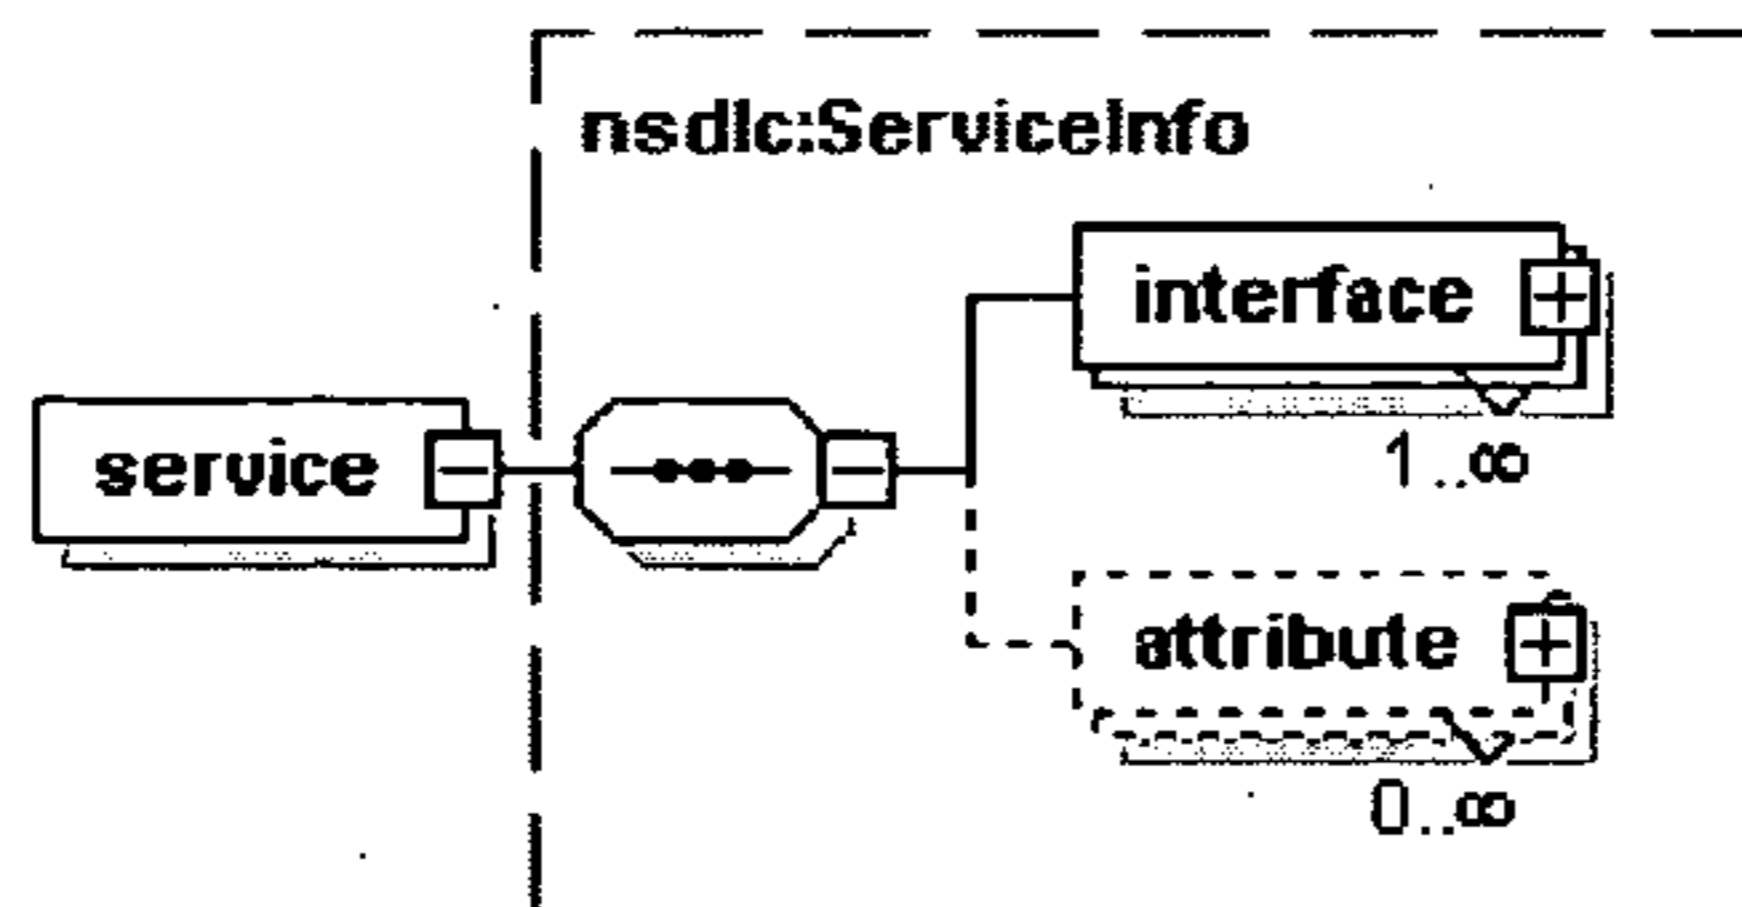 nsdlc:ServiceInfo
interface
1..∞
service
attribute
0..∞